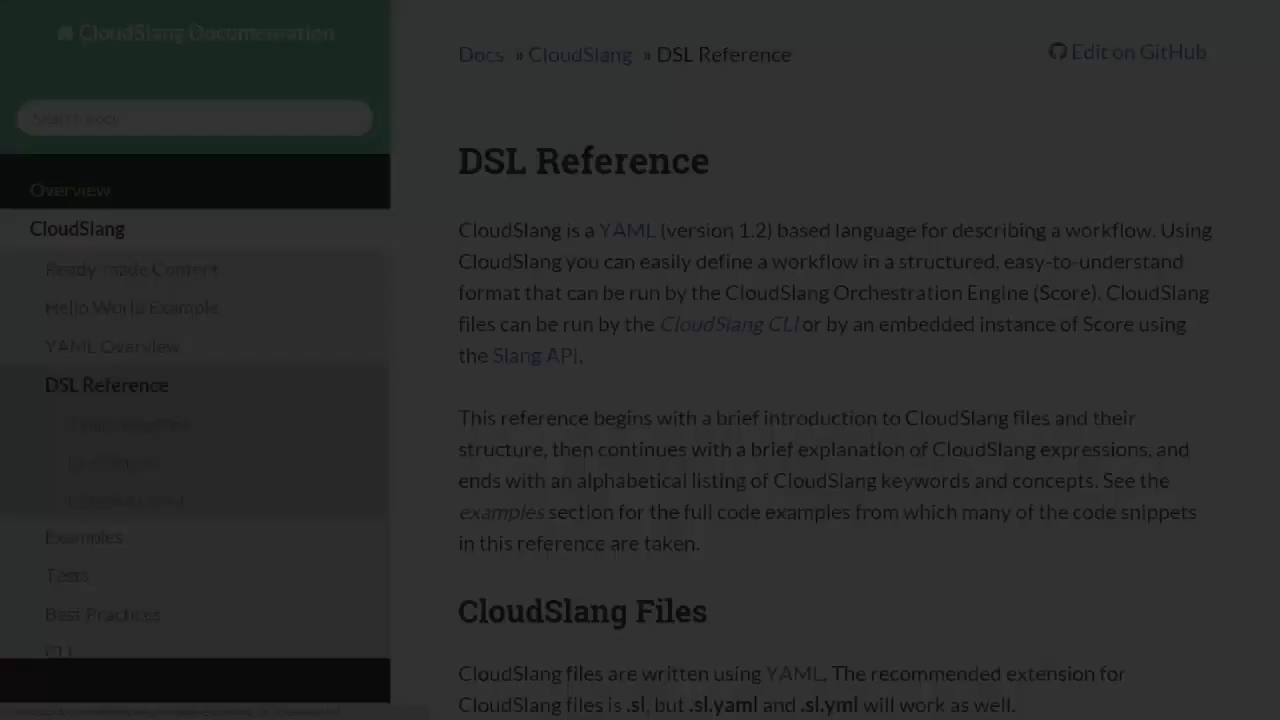 CloudSlang Documentation
Search docs
Overview
CloudSlang
Ready-made Content
Hello World Example
YAML Overview
DSL Reference
Examples
Tests
Best Practices
CLI
Docs » CloudSlang » DSL Reference
Edit on GitHub
DSL Reference
CloudSlang is a YAML (version 1.2) based language for describing a workflow. Using
CloudSlang you can easily define a workflow in a structured, easy-to-understand
format that can be run by the CloudSlang Orchestration Engine (Score). CloudSlang
files can be run by the CloudSlang CLI or by an embedded instance of Score using
the Slang API.
This reference begins with a brief introduction to CloudSlang files and their
structure, then continues with a brief explanation of CloudSlang expressions, and
ends with an alphabetical listing of CloudSlang keywords and concepts. See the
examples section for the full code examples from which many of the code snippets
in this reference are taken.
CloudSlang Files
CloudSlang files are written using YAML. The recommended extension for
CloudSlang files is .sl, but .sl.yaml and .sl.yml will work as well.